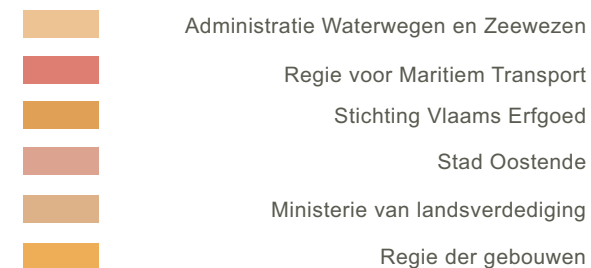 Administratie Waterwegen en Zeewezen
Regie voor Maritiem Transport
Stichting Vlaams Erfgoed
Stad Oostende
Ministerie van landsverdediging
Regie der gebouwen